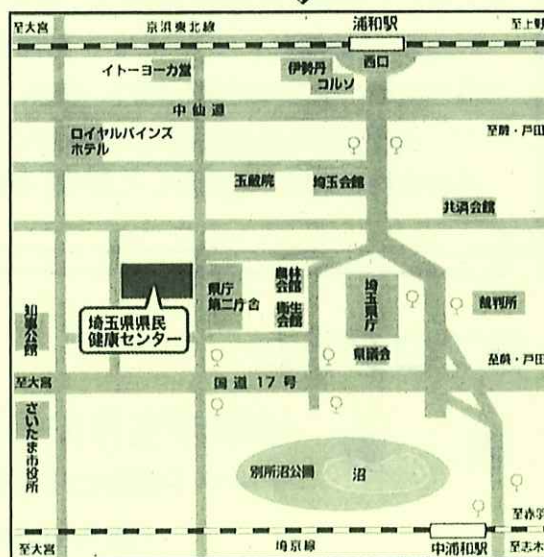 至大宮
京浜東北線
浦和駅
至上野
西口
イトーヨーカ堂
伊勢丹
コルソ
中仙道
ロイヤルパインズ
ホテル
至蕨・戸田
玉蔵院
埼玉会館
共済会館
県庁
第二庁舎
農林
会館
衛生
会館
埼玉県庁
裁判所
知事公館
埼玉県県民
健康センター
県議会
至蕨・戸田
至大宮
国道17号
さいたま市役所
別所沼公園
沼
至赤羽
至大宮
埼京線
中浦和駅
至志木